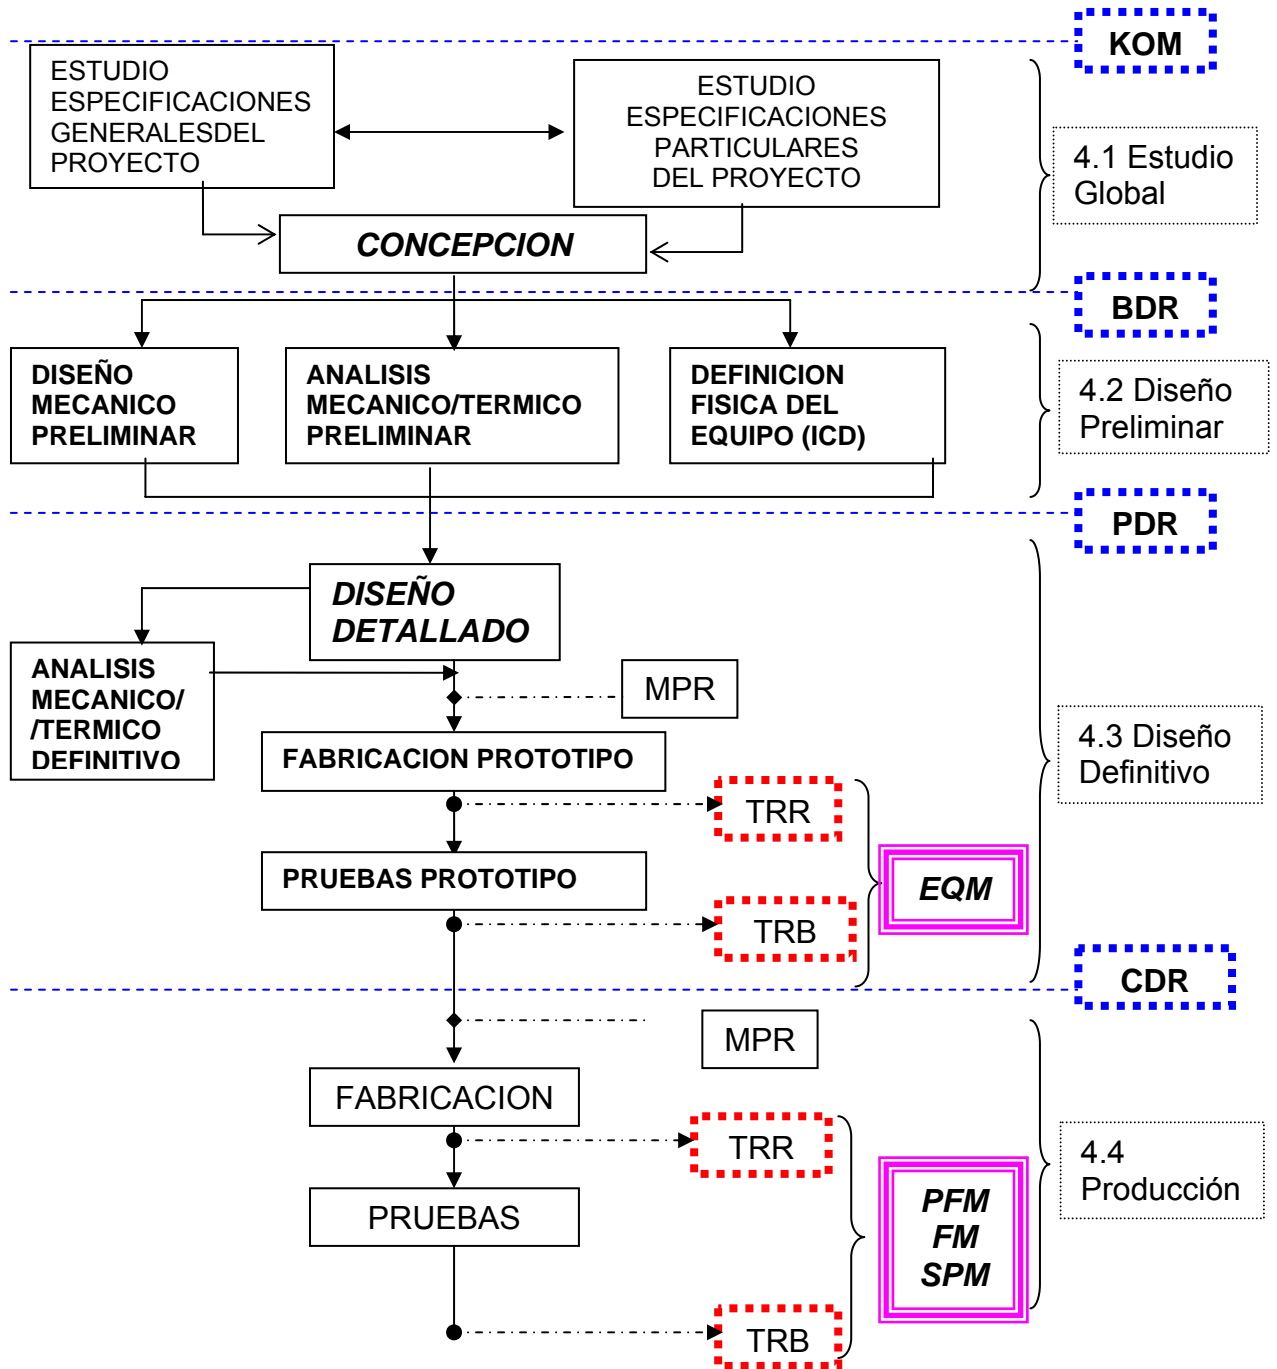 KOM
ESTUDIO
ESPECIFICACIONES
GENERALESDEL
PROYECTO
ESTUDIO
ESPECIFICACIONES
PARTICULARES
DEL PROYECTO
4.1 Estudio
Global
CONCEPCION
BDR
DISEÑO
MECANICO
PRELIMINAR
ANALISIS
MECANICO/TERMICO
PRELIMINAR
DEFINICION
FISICA DEL
EQUIPO (ICD)
4.2 Diseño
Preliminar
PDR
DISEÑO
DETALLADO
ANALISIS
MECANICO/
/TERMICO
DEFINITIVO
MPR
FABRICACION PROTOTIPO
4.3 Diseño
Definitivo
TRR
PRUEBAS PROTOTIPO
EQM
TRB
CDR
MPR
FABRICACION
TRR
4.4
Producción
PRUEBAS
PFM
FM
SPM
TRB